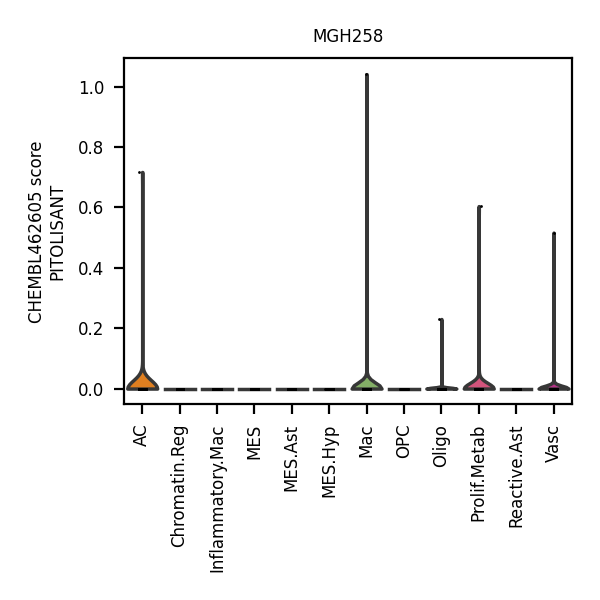 MGH258
CHEMBL462605 score
PITOLISANT
1.0
0.8
0.6
0.4
0.2
0.0
AC
Chromatin.Reg
Inflammatory.Mac
MES
MES.Ast
MES.Hyp
Mac
OPC
Oligo
Prolif.Metab
Reactive.Ast
Vasc